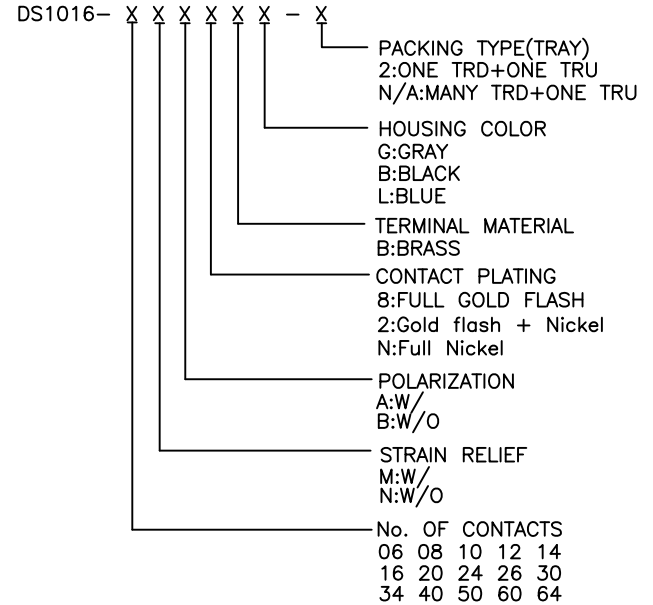 DS1016- X X X X X X - X
PACKING TYPE(TRAY)
2:ONE TRD+ONE TRU
N/A:MANY TRD+ONE TRU
HOUSING COLOR
G:GRAY
B:BLACK
L:BLUE
TERMINAL MATERIAL
B:BRASS
CONTACT PLATING
8:FULL GOLD FLASH
2:Gold flash + Nickel
N:Full Nickel
POLARIZATION
A:W/
B:W/O
STRAIN RELIEF
M:W/
N:W/O
No. OF CONTACTS
06 08 10 12 14
16 20 24 26 30
34 40 50 60 64